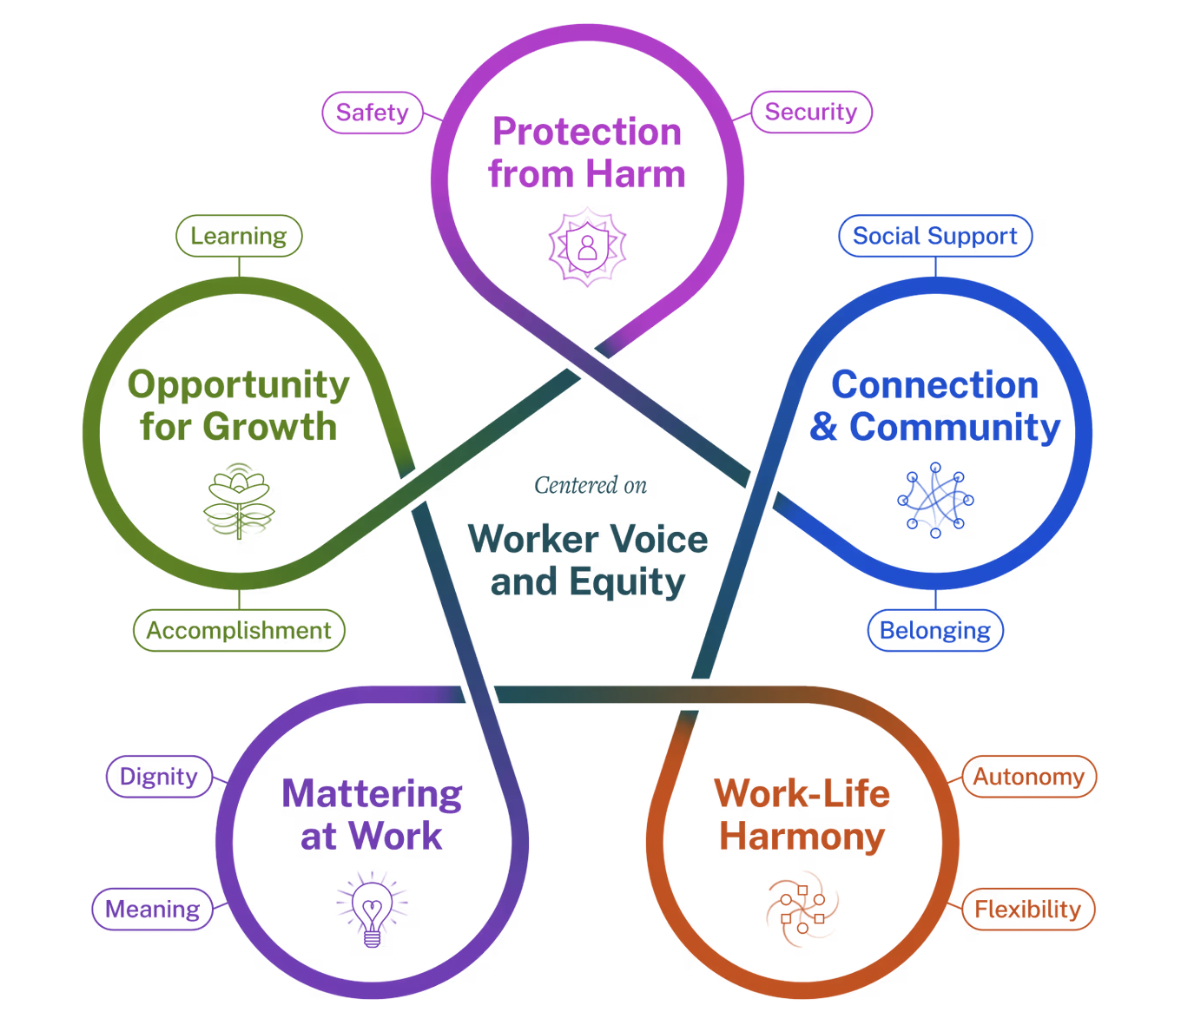 Safety
Protection
from Harm
Security
Learning
Opportunity
for Growth
Accomplishment
Social Support
Connection
& Community
Belonging
Centered on
Worker Voice
and Equity
Dignity
Mattering
at Work
Meaning
Work-Life
Harmony
Autonomy
Flexibility